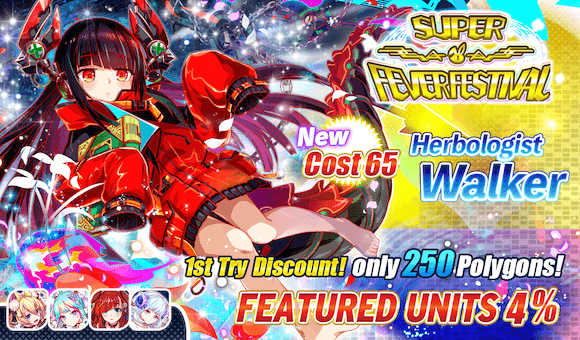 SUPER
FEVERFESTIVAL
New
Cost 65
Herbologist
Walker
1st Try Discount! only 250 Polygons!
FEATURED UNITS 4%